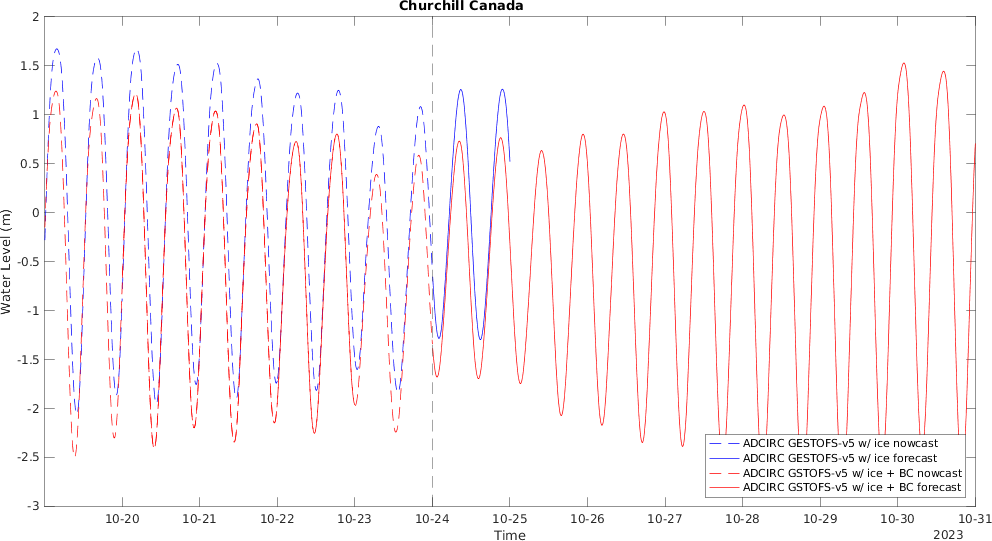 Churchill Canada
2
1.5
1
0.5
0
-0.5
-1
-1.5
-2
-2.5
-3
Water Level (m)
ADCIRC GESTOFS-v5 w/ ice nowcast
ADCIRC GESTOFS-v5 w/ ice forecast
ADCIRC GSTOFS-v5 w/ ice + BC nowcast
ADCIRC GSTOFS-v5 w/ ice + BC forecast
10-20 10-21 10-22 10-23 10-24 10-25 10-26 10-27 10-28 10-29 10-30 10-31
Time
2023